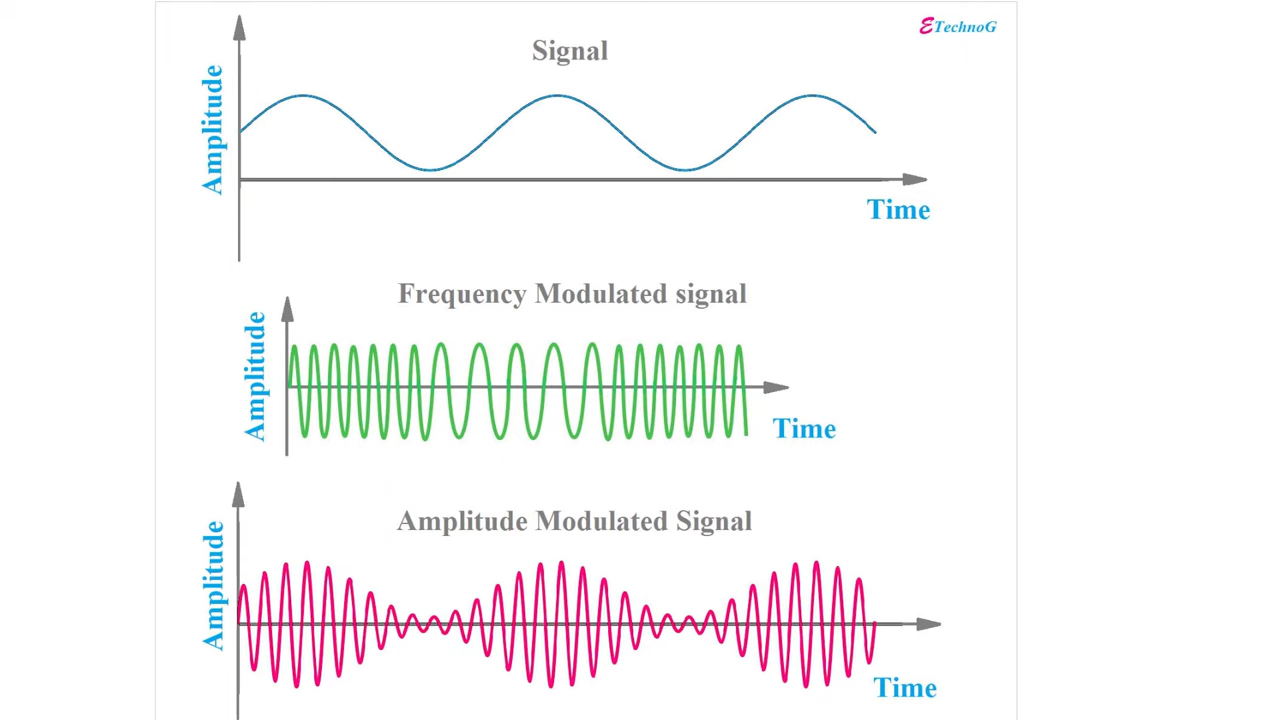 ETechnoG
Signal
Amplitude
Time
Frequency Modulated signal
Amplitude
Time
Amplitude Modulated Signal
Amplitude
Time